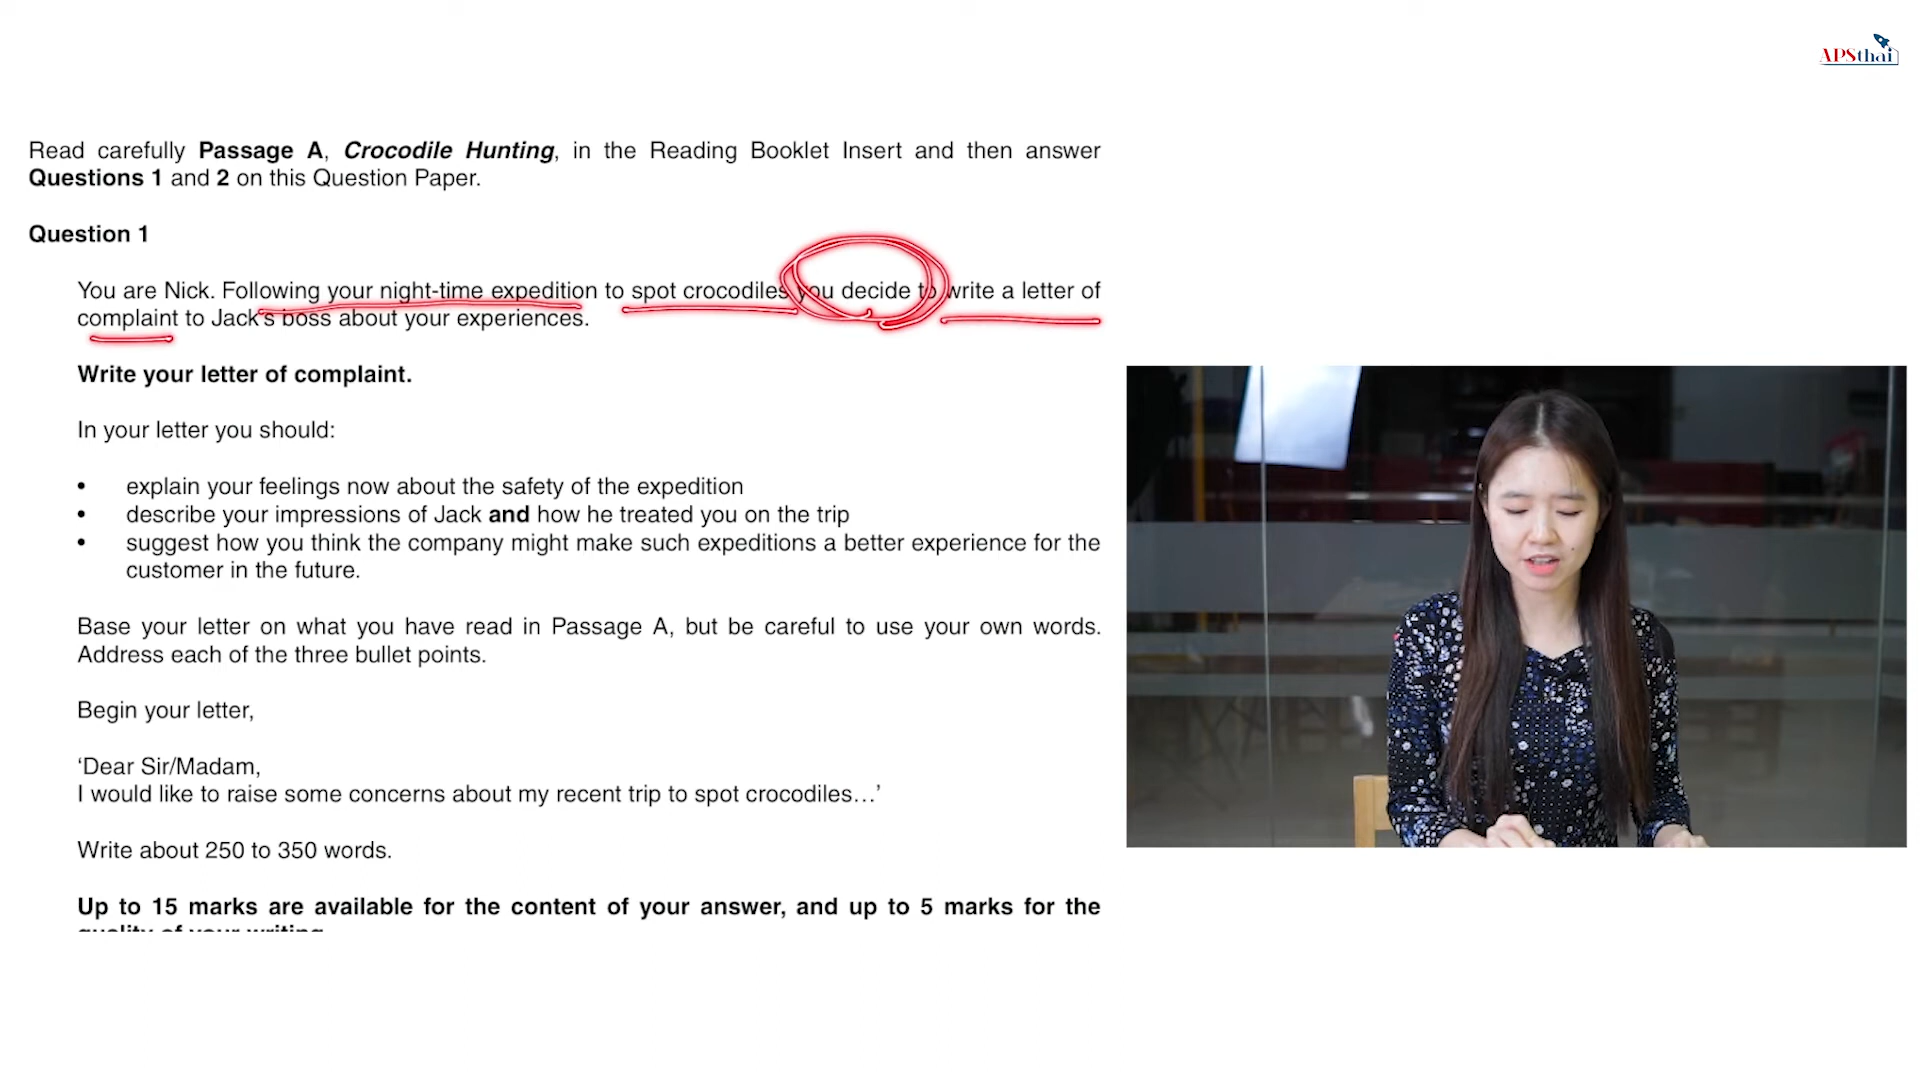 APSthai
Read carefully Passage A, Crocodile Hunting, in the Reading Booklet Insert and then answer
Questions 1 and 2 on this Question Paper.
Question 1
You are Nick. Following your night-time expedition to spot crocodiles you decide to write a letter of
complaint to Jack's boss about your experiences.
Write your letter of complaint.
In your letter you should:
• explain your feelings now about the safety of the expedition
• describe your impressions of Jack and how he treated you on the trip
• suggest how you think the company might make such expeditions a better experience for the
customer in the future.
Base your letter on what you have read in Passage A, but be careful to use your own words.
Address each of the three bullet points.
Begin your letter,
‘Dear Sir/Madam,
I would like to raise some concerns about my recent trip to spot crocodiles…’
Write about 250 to 350 words.
Up to 15 marks are available for the content of your answer, and up to 5 marks for the
quality of your writing.